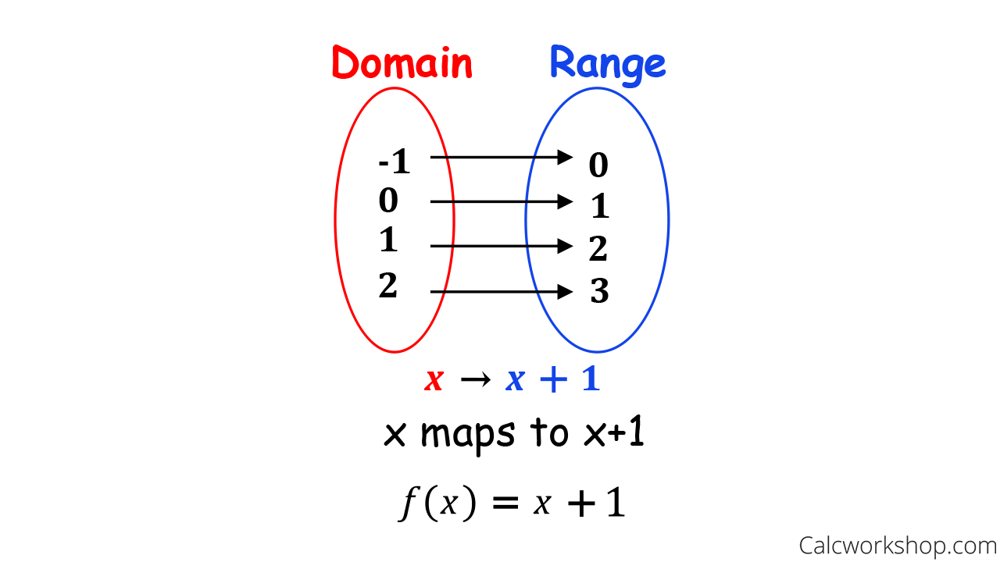 Domain Range
-1 0
0 1
1 2
2 3
x → x + 1
x maps to x+1
f(x) = x + 1
Calcworkshop.com